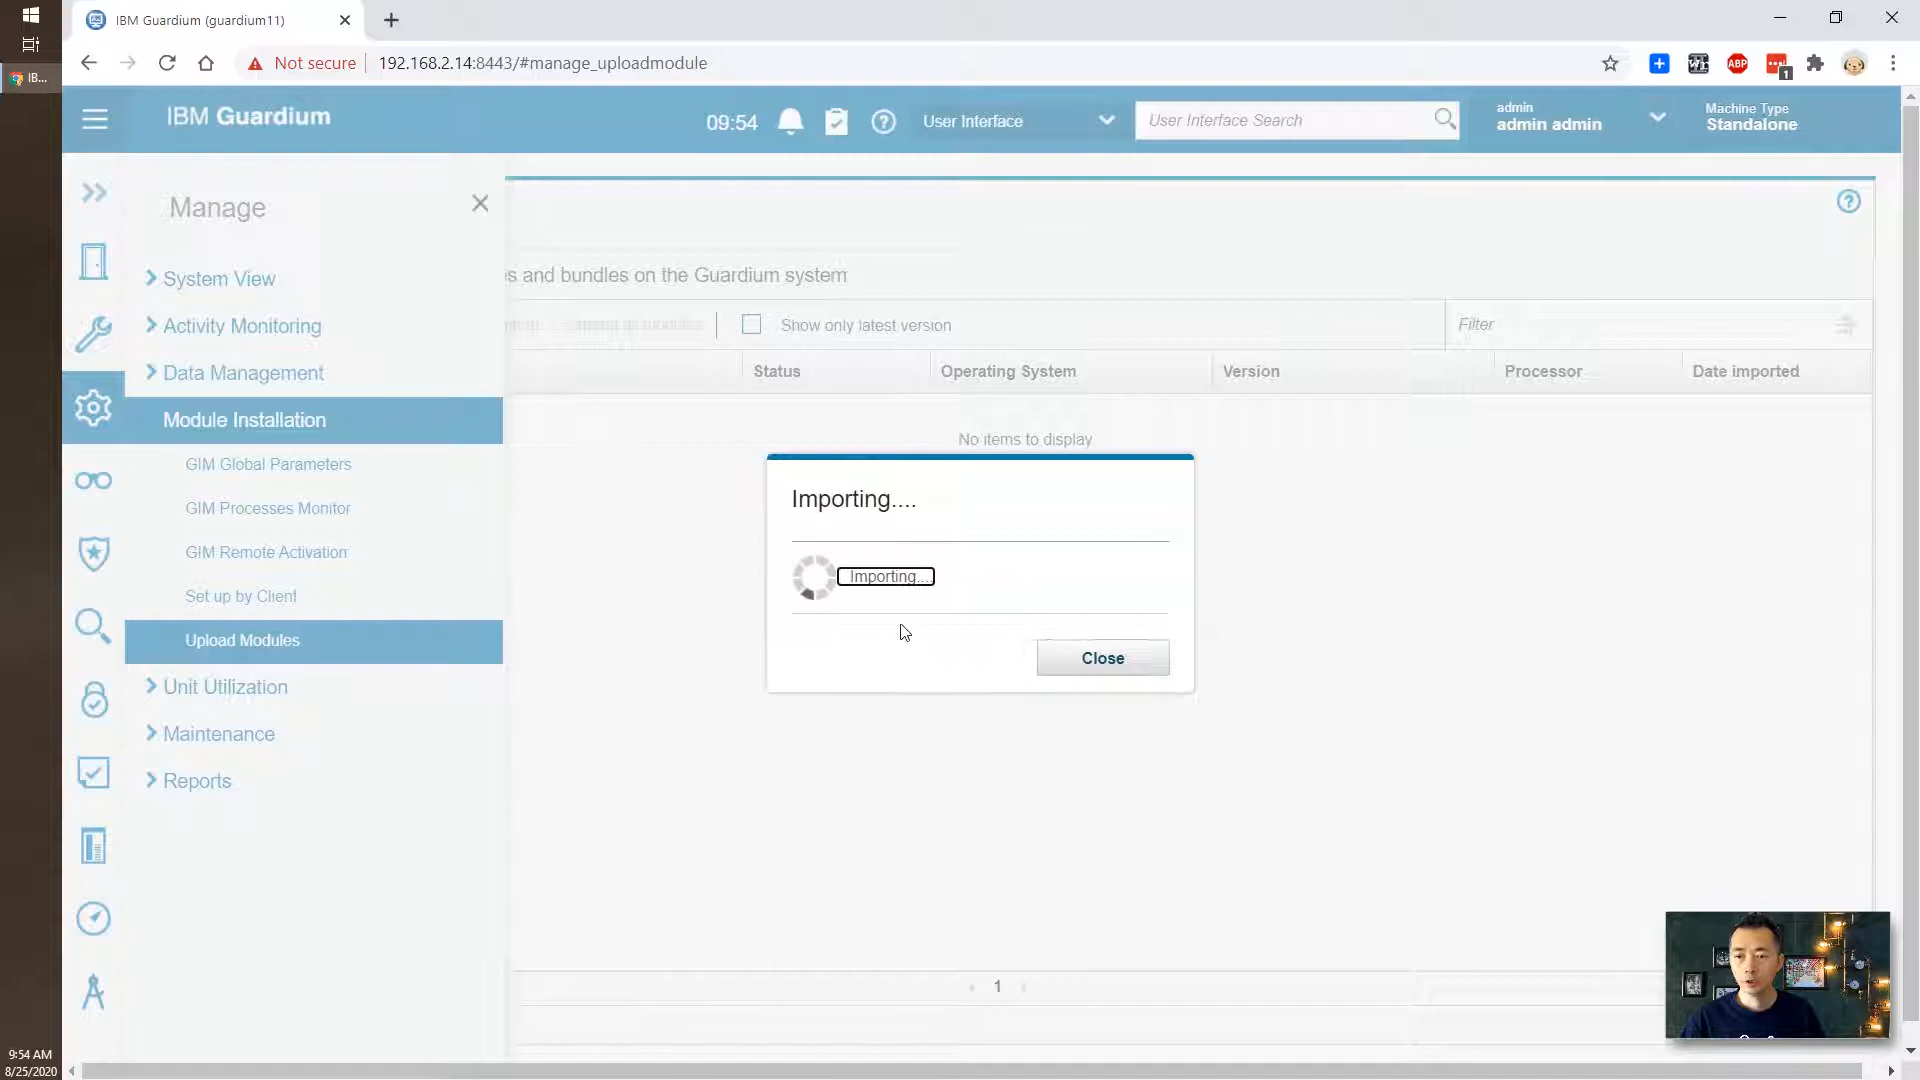 IBM Guardium (guardium11)
Not secure
192.168.2.14:8443/#manage_uploadmodule
ABP
1
IB...
IBM Guardium
09:54
User Interface
User Interface Search
admin
admin admin
Machine Type
Standalone
Manage
System View
Activity Monitoring
Data Management
Module Installation
GIM Global Parameters
GIM Processes Monitor
GIM Remote Activation
Set up by Client
Upload Modules
Unit Utilization
Maintenance
Reports
s and bundles on the Guardium system
Show only latest version
Filter
Status
Operating System
Version
Processor
Date imported
No items to display
Importing....
Importing....
Close
1
9:54 AM
8/25/2020